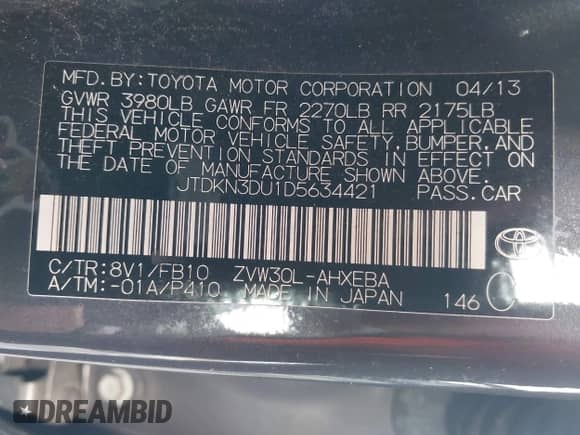 MFD.BY:TOYOTA MOTOR CORPORATION 04/13
GVWR 3980LB GAWR FR 2270LB RR 2175LB
THIS VEHICLE CONFORMS TO ALL APPLICABLE
FEDERAL MOTOR VEHICLE SAFETY,BUMPER,AND
THEFT PREVENTION STANDARDS IN EFFECT ON
THE DATE OF MANUFACTURE SHOWN ABOVE.
JTDKN3DU1D5634421 PASS.CAR
C/TR:8V1/FB10 ZVW30L-AHXEBA
A/TM:-01A/P410 MADE IN JAPAN 146 C
DREAMBID